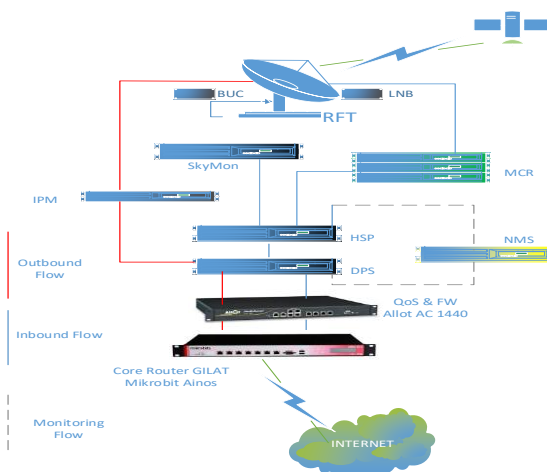 BUC
LNB
RFT
SkyMon
MCR
IPM
HSP
NMS
Outbound
Flow
DPS
QoS & FW
Allot AC 1440
Inbound Flow
Core Router GILAT
Mikrobit Ainos
Monitoring
Flow
INTERNET